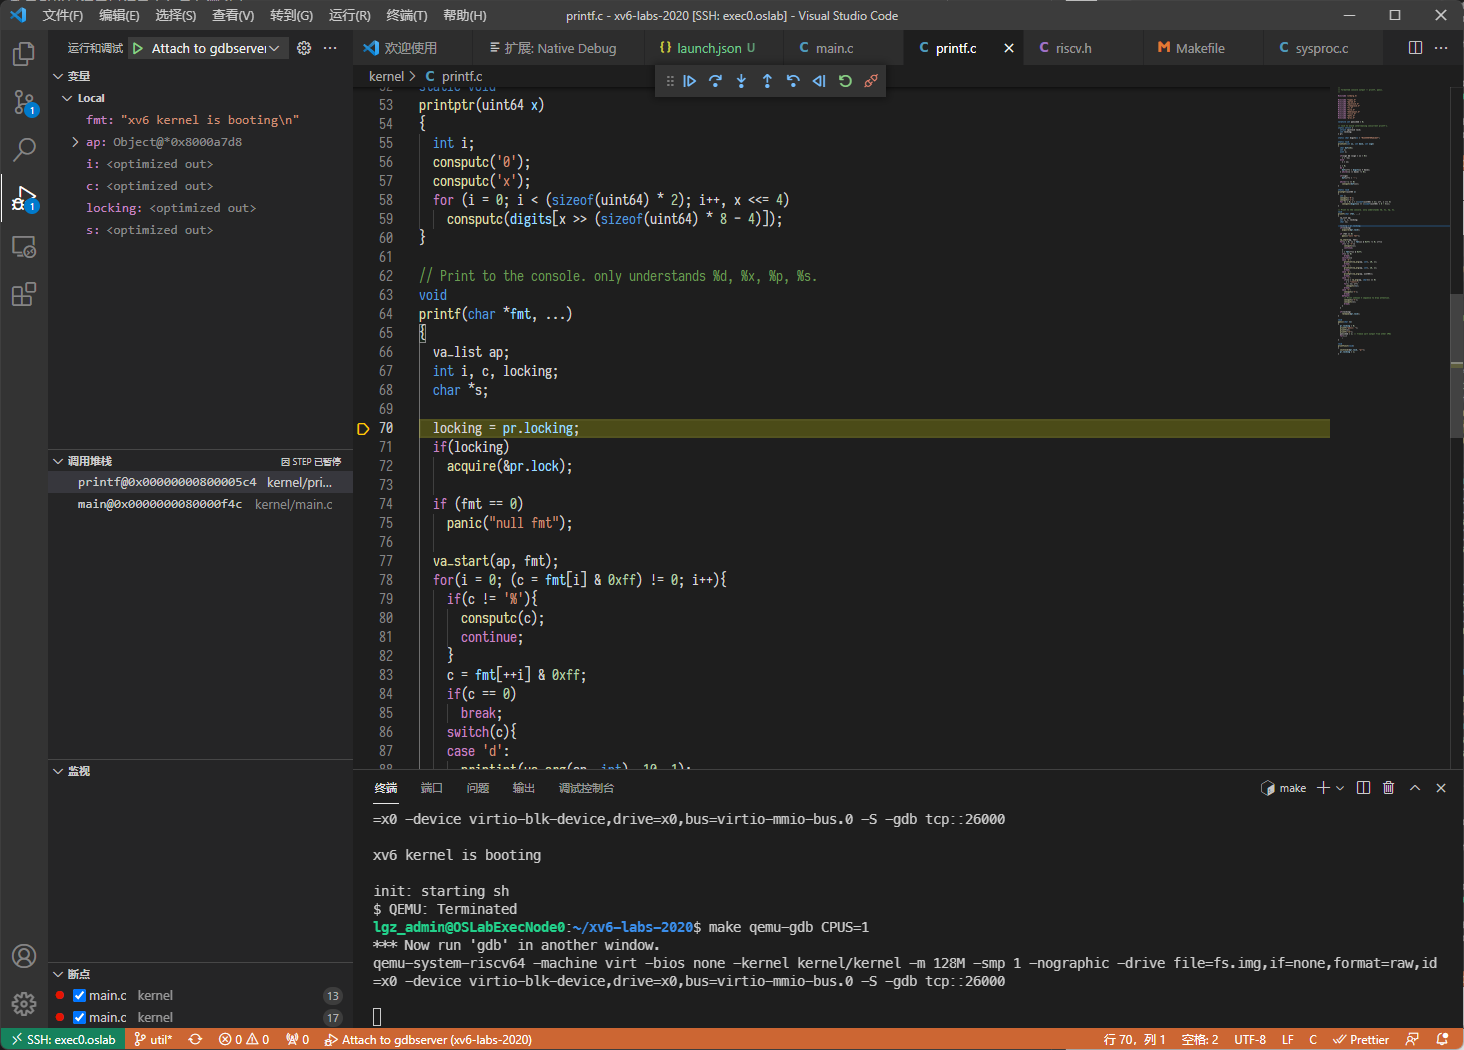 文件(F) 编辑(E) 选择(S) 查看(V) 转到(G) 运行(R) 终端(T) 帮助(H) printf.c - xv6-labs-2020 [SSH: exec0.oslab] - Visual Studio Code
运行和调试 Attach to gdbserver
欢迎使用 扩展: Native Debug {} launch.json U C main.c C printf.c C riscv.h M Makefile C sysproc.c
kernel > C printf.c
变量
Local
fmt: "xv6 kernel is booting\n"
ap: Object@*0x8000a7d8
i: <optimized out>
c: <optimized out>
locking: <optimized out>
s: <optimized out>
调用堆栈 因 STEP 已暂停
printf@0x00000000800005c4 kernel/pri...
main@0x0000000080000f4c kernel/main.c
监视
断点
main.c kernel 13
main.c kernel 17
52 static void
53 printptr(uint64 x)
54 {
55 int i;
56 consputc('0');
57 consputc('x');
58 for (i = 0; i < (sizeof(uint64) * 2); i++, x <<= 4)
59 consputc(digits[x >> (sizeof(uint64) * 8 - 4)]);
60 }
61
62 // Print to the console. only understands %d, %x, %p, %s.
63 void
64 printf(char *fmt, ...)
65 {
66 va_list ap;
67 int i, c, locking;
68 char *s;
69
70 locking = pr.locking;
71 if(locking)
72 acquire(&pr.lock);
73
74 if (fmt == 0)
75 panic("null fmt");
76
77 va_start(ap, fmt);
78 for(i = 0; (c = fmt[i] & 0xff) != 0; i++){
79 if(c != '%'){
80 consputc(c);
81 continue;
82 }
83 c = fmt[++i] & 0xff;
84 if(c == 0)
85 break;
86 switch(c){
87 case 'd':
88 printint(va_arg(ap, int), 10, 1);
终端 端口 问题 输出 调试控制台 make
=x0 -device virtio-blk-device,drive=x0,bus=virtio-mmio-bus.0 -S -gdb tcp::26000
xv6 kernel is booting
init: starting sh
$ QEMU: Terminated
lgz_admin@OSLabExecNode0:~/xv6-labs-2020$ make qemu-gdb CPUS=1
*** Now run 'gdb' in another window.
qemu-system-riscv64 -machine virt -bios none -kernel kernel/kernel -m 128M -smp 1 -nographic -drive file=fs.img,if=none,format=raw,id
=x0 -device virtio-blk-device,drive=x0,bus=virtio-mmio-bus.0 -S -gdb tcp::26000
SSH: exec0.oslab util* 0 0 0 Attach to gdbserver (xv6-labs-2020) 行 70, 列 1 空格: 2 UTF-8 LF C Prettier